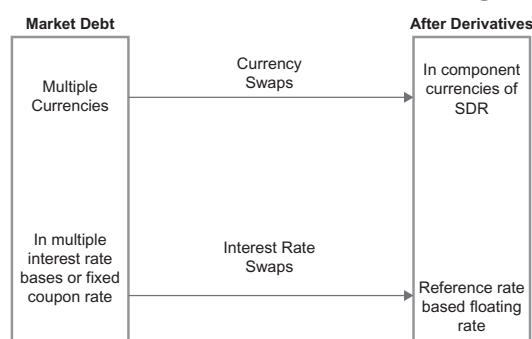 Market Debt
After Derivatives
Multiple
Currencies
Currency
Swaps
In component
currencies of
SDR
In multiple
interest rate
bases or fixed
coupon rate
Interest Rate
Swaps
Reference rate
based floating
rate